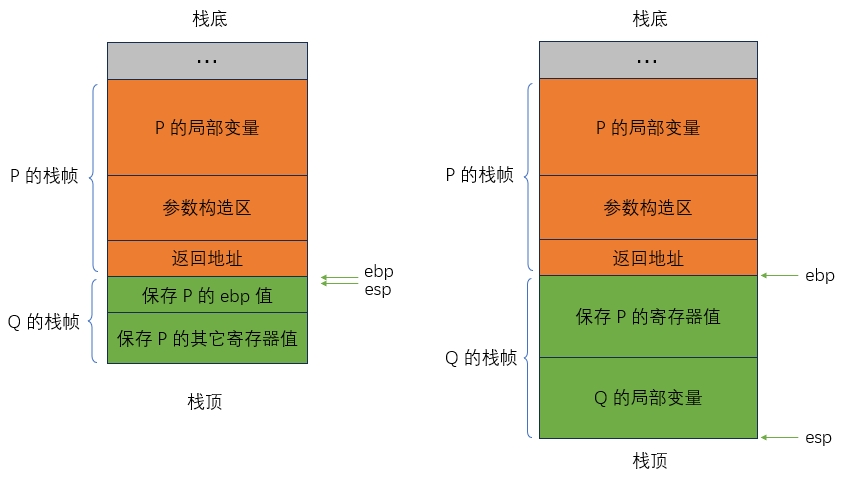 栈底
...
P 的局部变量
P 的栈帧
参数构造区
返回地址
ebp
esp
保存 P 的 ebp 值
Q 的栈帧
保存 P 的其它寄存器值
栈顶
栈底
...
P 的局部变量
P 的栈帧
参数构造区
返回地址
ebp
保存 P 的寄存器值
Q 的栈帧
Q 的局部变量
esp
栈顶